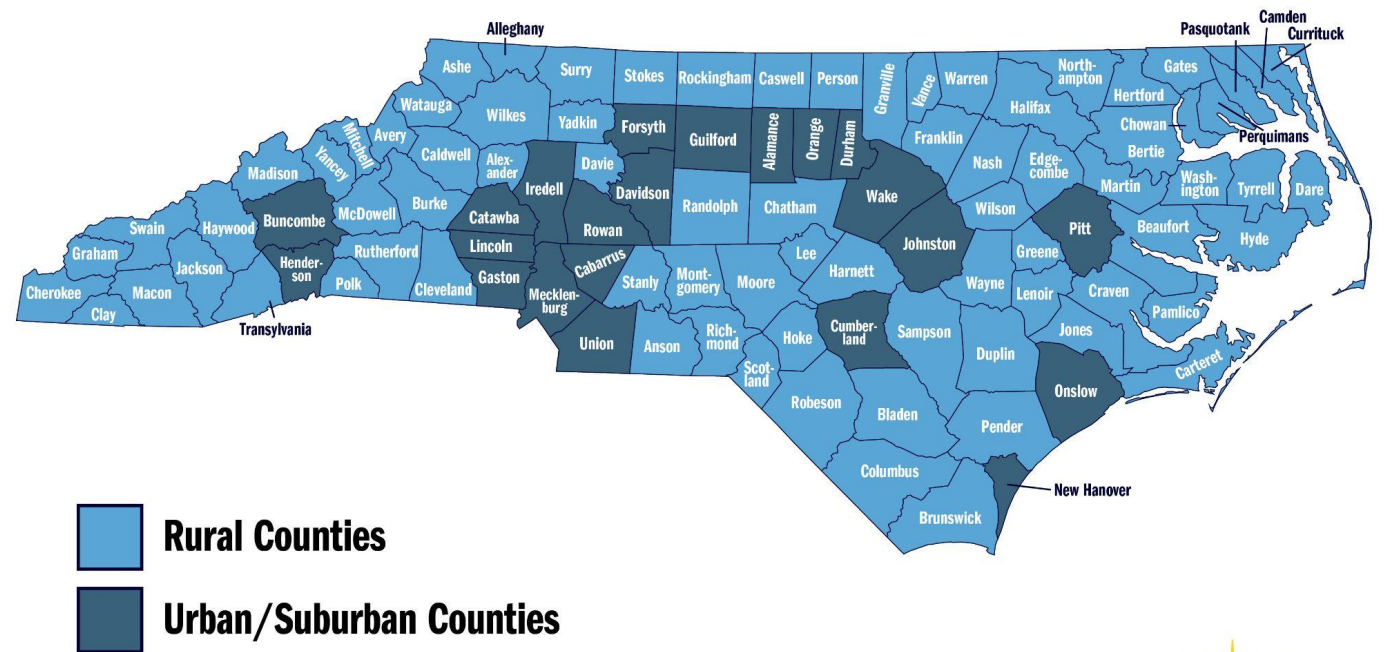 Alleghany
Pasquotank
Camden
Currituck
Ashe
Surry
Stokes
Rockingham
Caswell
Person
Granville
Vance
Warren
North-
ampton
Gates
Hertford
Halifax
Watauga
Wilkes
Yadkin
Forsyth
Guilford
Alamance
Orange
Durham
Franklin
Chowan
Perquimans
Bertie
Mitchell
Avery
Yancey
Caldwell
Alex-
ander
Iredell
Davie
Davidson
Nash
Edge-
combe
Martin
Wash-
ington
Tyrrell
Dare
Madison
Buncombe
McDowell
Burke
Catawba
Rowan
Randolph
Chatham
Wake
Wilson
Pitt
Beaufort
Hyde
Swain
Haywood
Graham
Jackson
Hender-
son
Rutherford
Lincoln
Cabarrus
Lee
Johnston
Greene
Cherokee
Macon
Clay
Transylvania
Polk
Cleveland
Gaston
Mecklen-
burg
Stanly
Mont-
gomery
Moore
Harnett
Wayne
Lenoir
Craven
Pamlico
Union
Anson
Rich-
mond
Hoke
Cumber-
land
Sampson
Duplin
Jones
Carteret
Scot-
land
Robeson
Bladen
Onslow
Pender
Columbus
Brunswick
New Hanover
Rural Counties
Urban/Suburban Counties